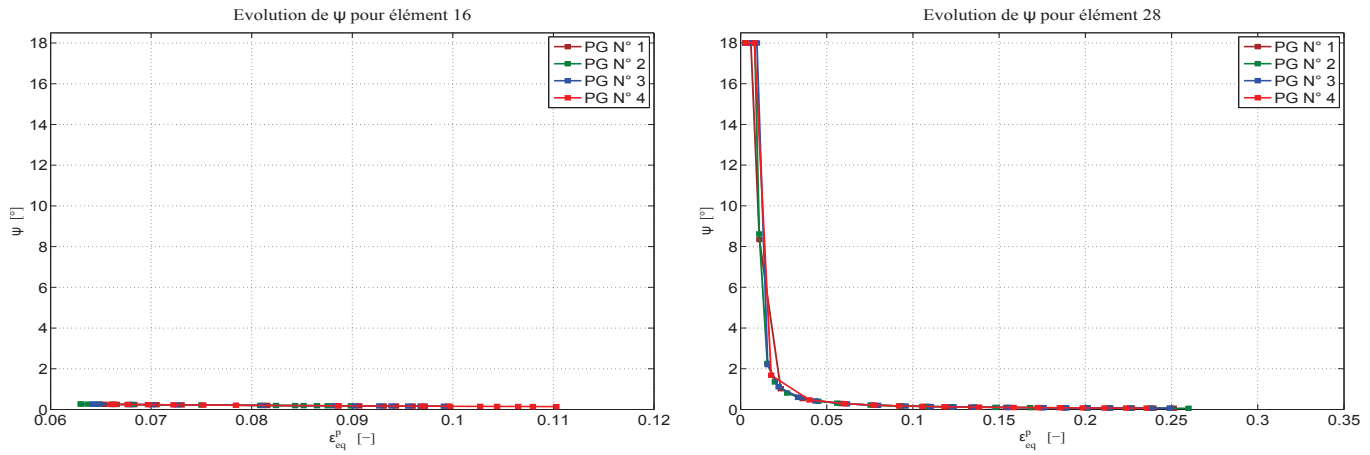 Evolution de ψ pour élément 16
18
16
14
12
10
8
6
4
2
0
ψ [°]
0.06
0.07
0.08
0.09
0.1
0.11
0.12
ε^p_eq [−]
PG N° 1
PG N° 2
PG N° 3
PG N° 4
Evolution de ψ pour élément 28
18
16
14
12
10
8
6
4
2
0
ψ [°]
0
0.05
0.1
0.15
0.2
0.25
0.3
0.35
ε^p_eq [−]
PG N° 1
PG N° 2
PG N° 3
PG N° 4